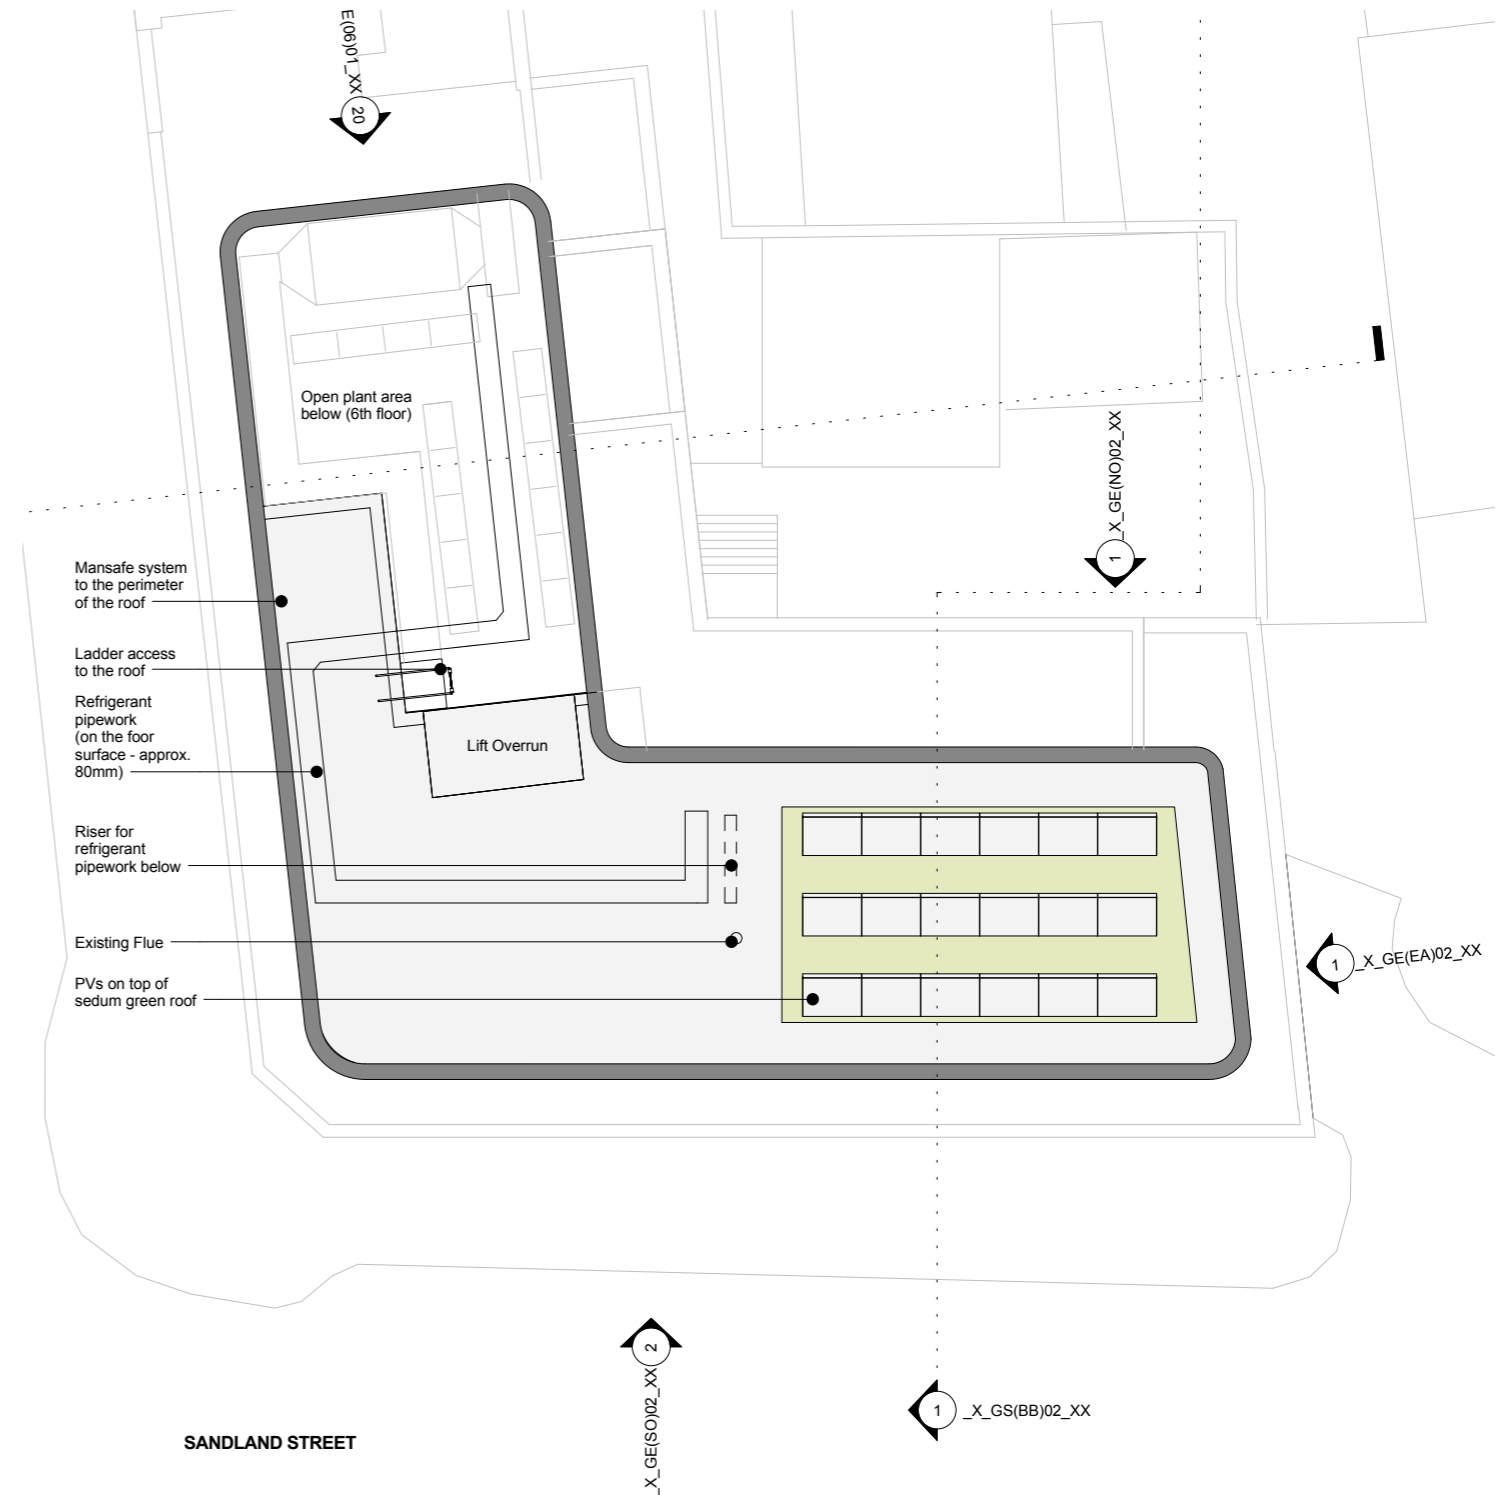 E(06)01_XX
20
Open plant area
below (6th floor)
_X_GE(NO)02_XX
1
Mansafe system
to the perimeter
of the roof
Ladder access
to the roof
Refrigerant
pipework
(on the foor
surface - approx.
80mm)
Lift Overrun
Riser for
refrigerant
pipework below
Existing Flue
PVs on top of
sedum green roof
1
_X_GE(EA)02_XX
2
_X_GE(SO)02_XX
1
_X_GS(BB)02_XX
SANDLAND STREET